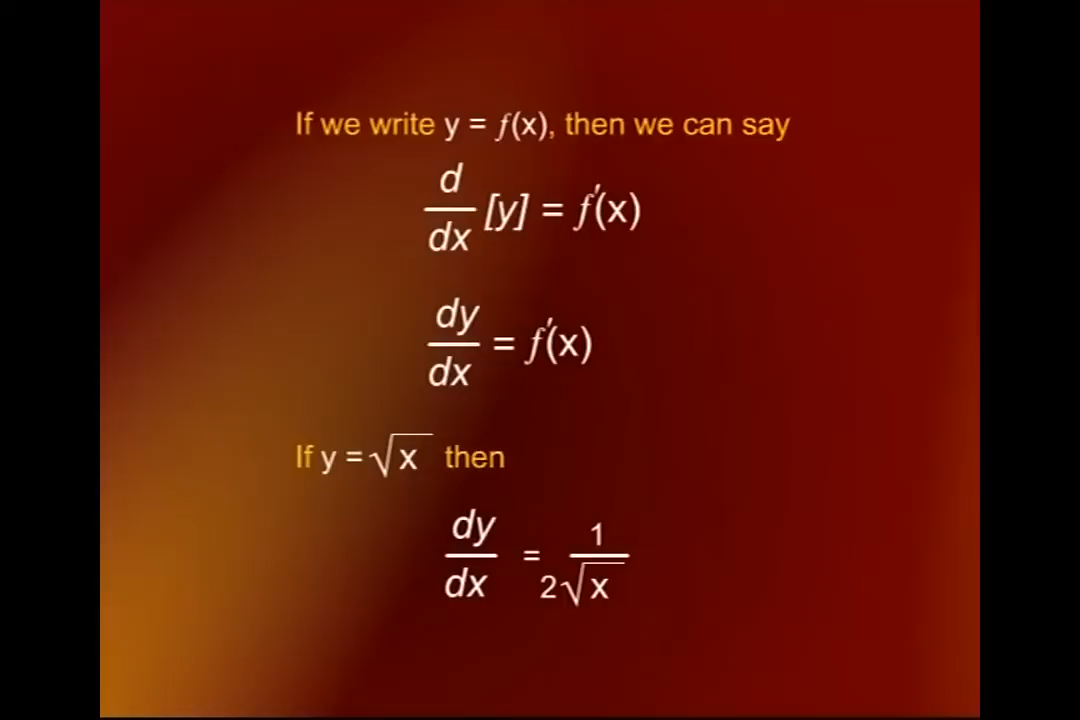 If we write y = f(x), then we can say
d/dx [y] = f′(x)
dy/dx = f′(x)
If y = √x then
dy/dx = 1/2√x